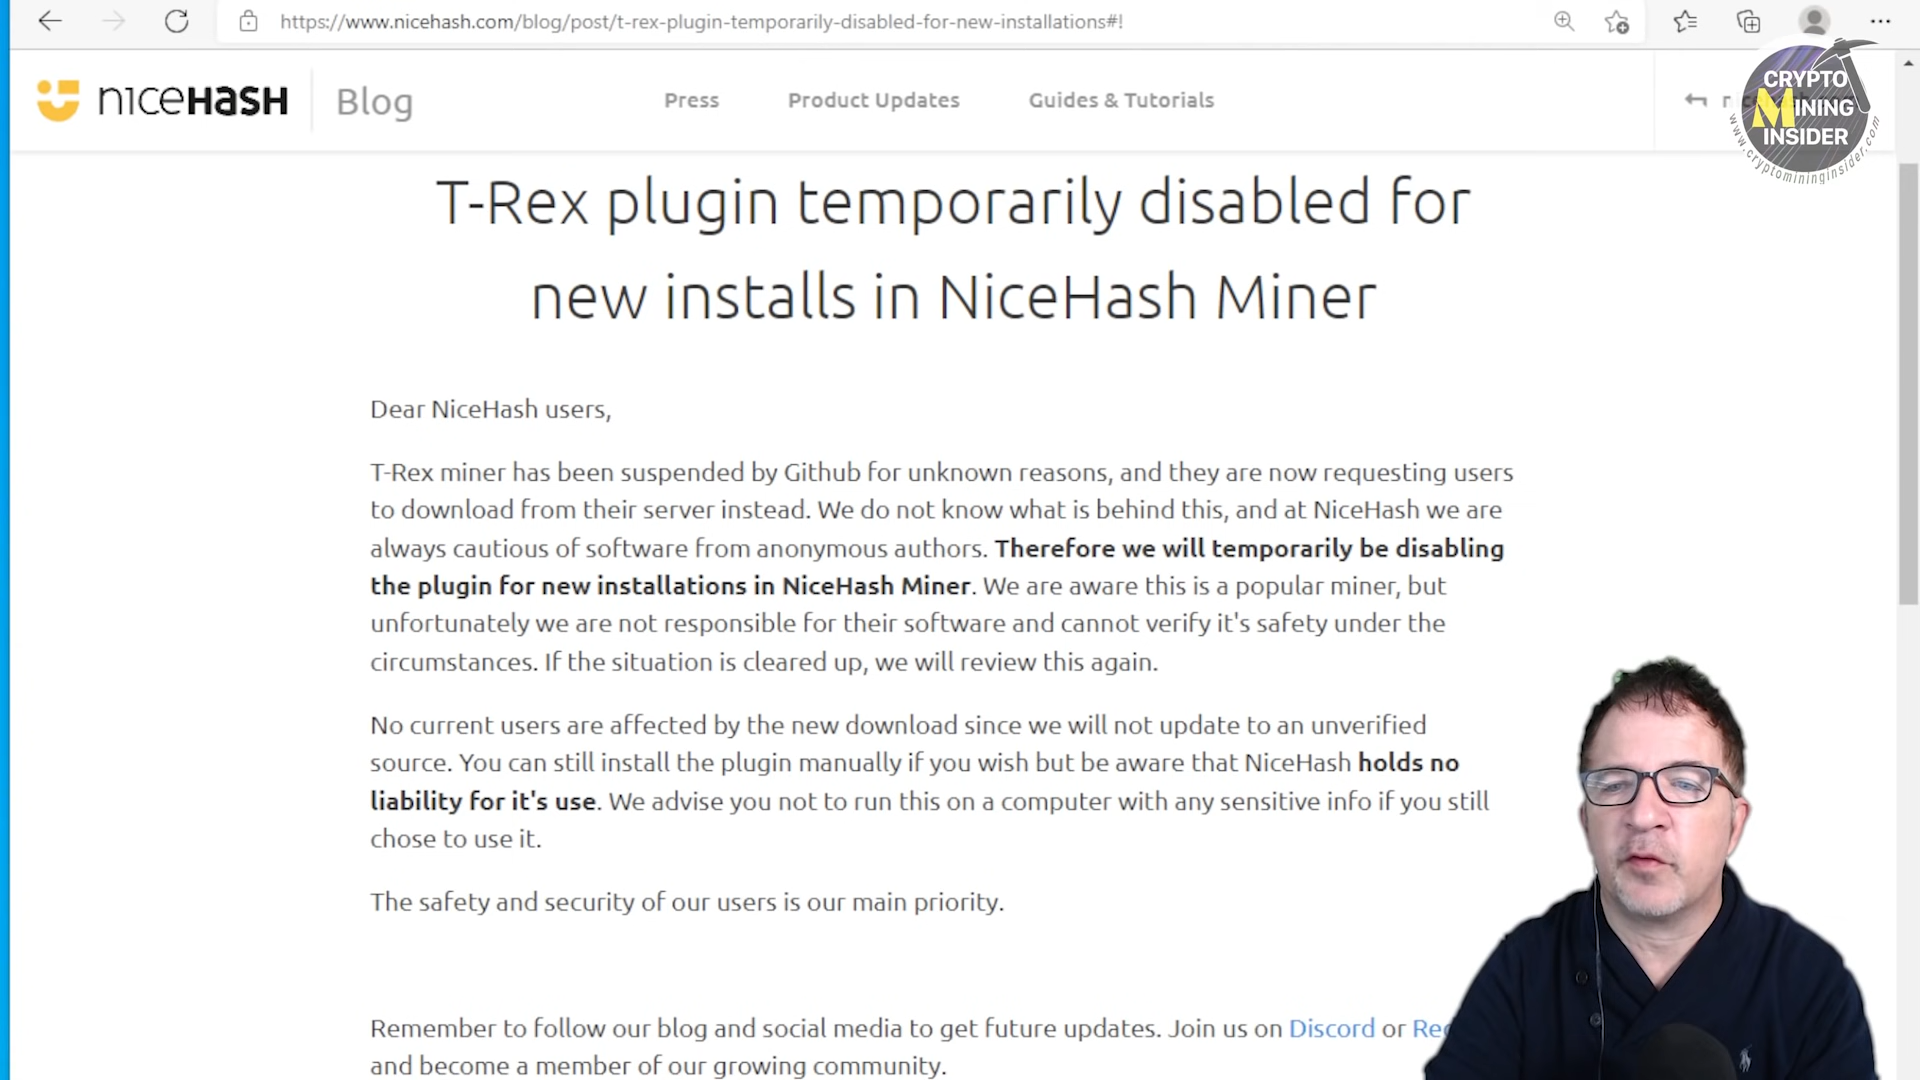 https://www.nicehash.com/blog/post/t-rex-plugin-temporarily-disabled-for-new-installations#!
niceHasH
Blog
Press
Product Updates
Guides & Tutorials
CRYPTO
MINING
INSIDER
www.cryptomininginsider.com
T-Rex plugin temporarily disabled for
new installs in NiceHash Miner
Dear NiceHash users,
T-Rex miner has been suspended by Github for unknown reasons, and they are now requesting users
to download from their server instead. We do not know what is behind this, and at NiceHash we are
always cautious of software from anonymous authors. Therefore we will temporarily be disabling
the plugin for new installations in NiceHash Miner. We are aware this is a popular miner, but
unfortunately we are not responsible for their software and cannot verify it's safety under the
circumstances. If the situation is cleared up, we will review this again.
No current users are affected by the new download since we will not update to an unverified
source. You can still install the plugin manually if you wish but be aware that NiceHash holds no
liability for it's use. We advise you not to run this on a computer with any sensitive info if you still
chose to use it.
The safety and security of our users is our main priority.
Remember to follow our blog and social media to get future updates. Join us on Discord or
and become a member of our growing community.